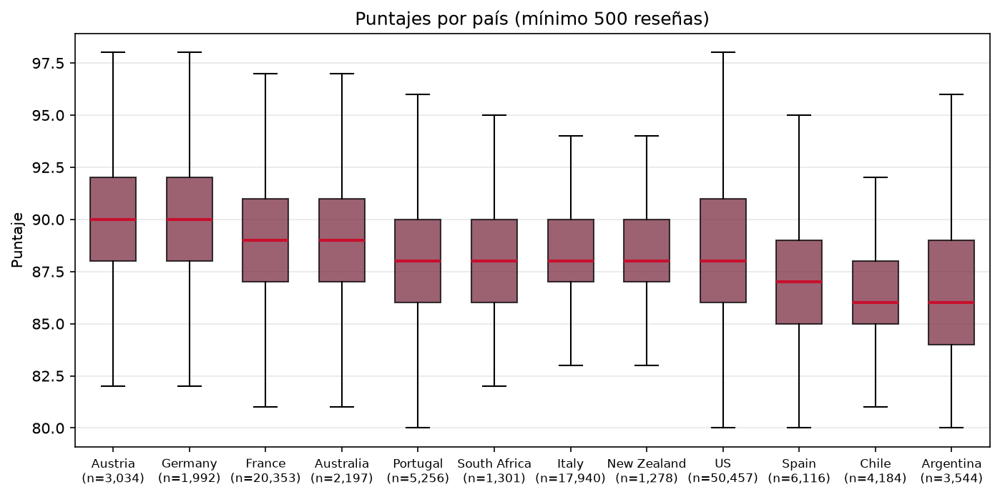 Puntajes por país (mínimo 500 reseñas)
Puntaje
97.5
95.0
92.5
90.0
87.5
85.0
82.5
80.0
Austria
(n=3,034)
Germany
(n=1,992)
France
(n=20,353)
Australia
(n=2,197)
Portugal
(n=5,256)
South Africa
(n=1,301)
Italy
(n=17,940)
New Zealand
(n=1,278)
US
(n=50,457)
Spain
(n=6,116)
Chile
(n=4,184)
Argentina
(n=3,544)